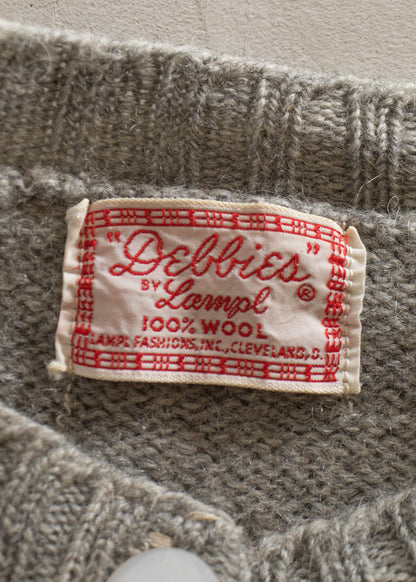 "Debbies"®
BY
Lampl
100% WOOL
LAMPL FASHIONS, INC., CLEVELAND, O.